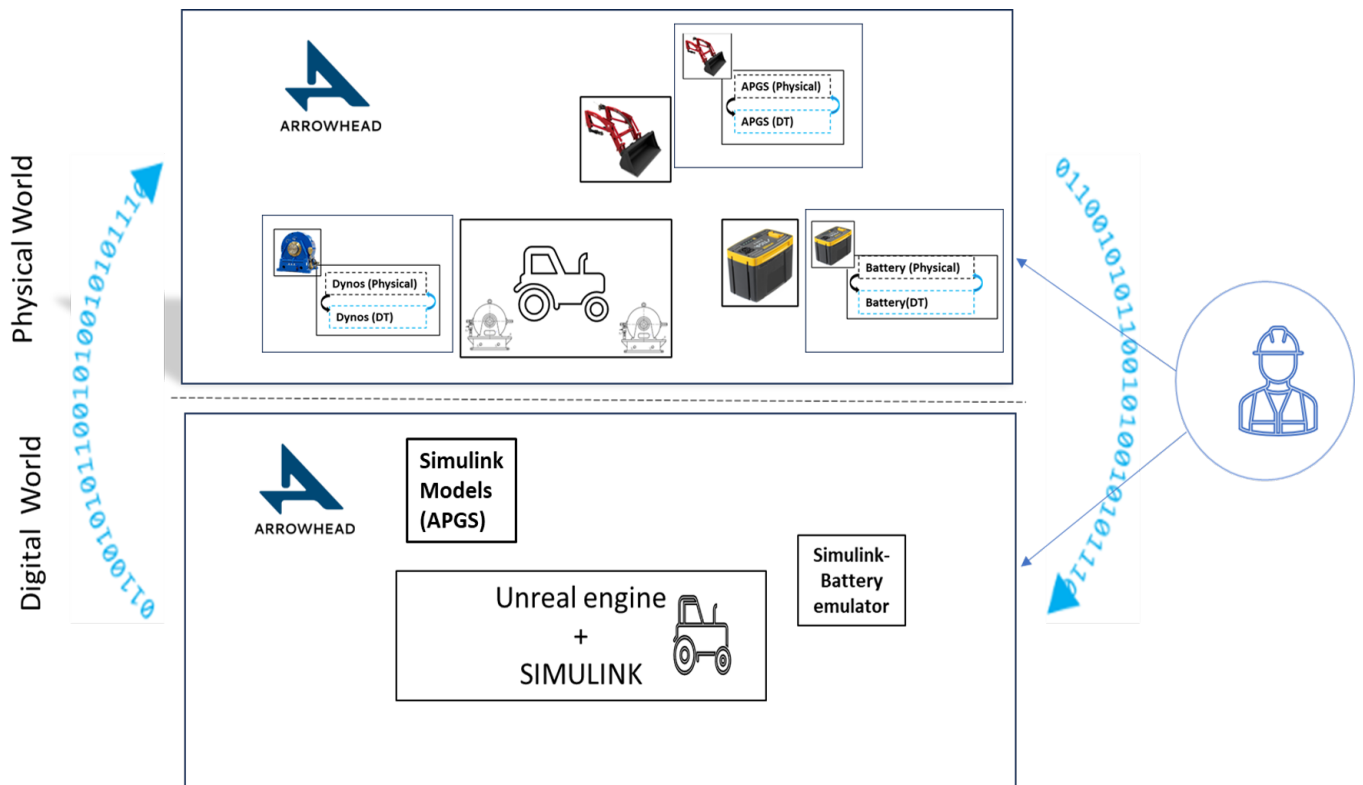 ARROWHEAD
APGS (Physical)
APGS (DT)
Dynos (Physical)
Dynos (DT)
Battery (Physical)
Battery(DT)
Physical World
Digital World
ARROWHEAD
Simulink
Models
(APGS)
Simulink-
Battery
emulator
Unreal engine
+
SIMULINK